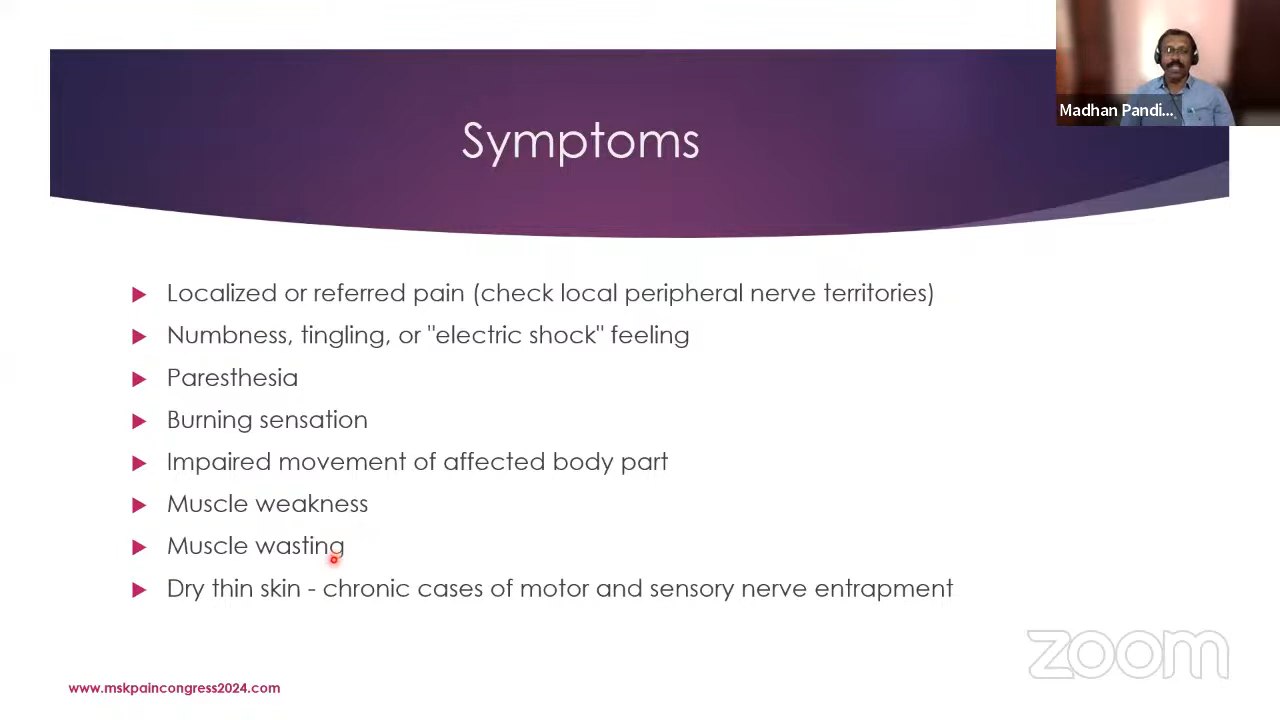 Madhan Pandi...
Symptoms
Localized or referred pain (check local peripheral nerve territories)
Numbness, tingling, or "electric shock" feeling
Paresthesia
Burning sensation
Impaired movement of affected body part
Muscle weakness
Muscle wasting
Dry thin skin - chronic cases of motor and sensory nerve entrapment
zoom
www.mskpaincongress2024.com